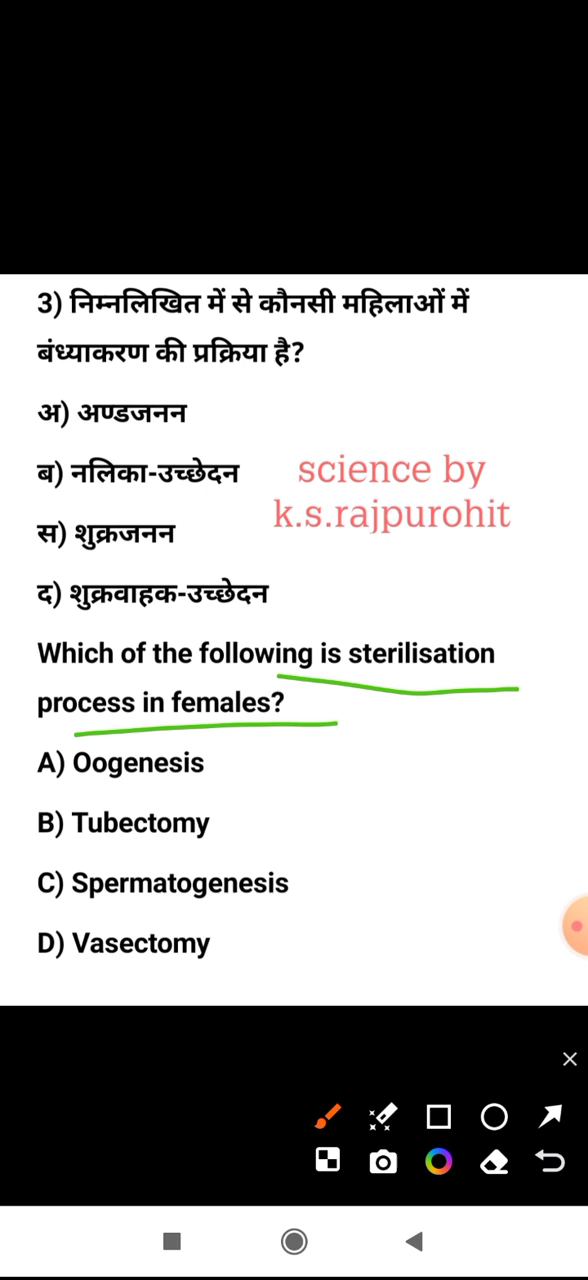 3) निम्नलिखित में से कौनसी महिलाओं में
बंध्याकरण की प्रक्रिया है?
अ) अण्डजनन
ब) नलिका-उच्छेदन
science by
k.s.rajpurohit
स) शुक्रजनन
द) शुक्रवाहक-उच्छेदन
Which of the following is sterilisation
process in females?
A) Oogenesis
B) Tubectomy
C) Spermatogenesis
D) Vasectomy